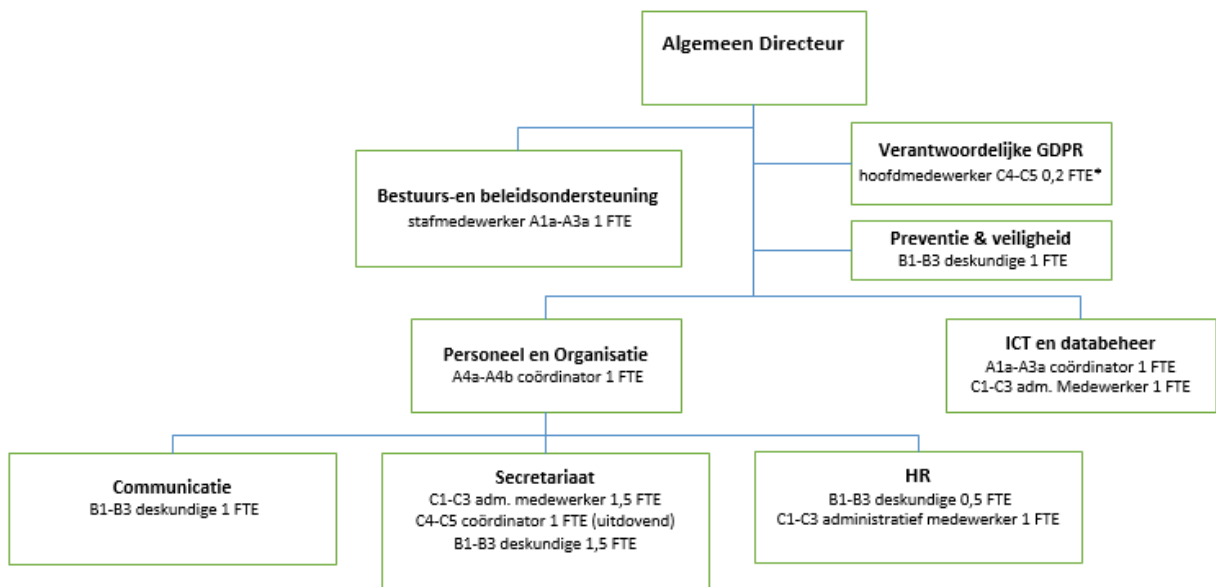 Algemeen Directeur
Verantwoordelijke GDPR
hoofdmedewerker C4-C5 0,2 FTE*
Bestuurs-en beleidsondersteuning
stafmedewerker A1a-A3a 1 FTE
Preventie & veiligheid
B1-B3 deskundige 1 FTE
Personeel en Organisatie
A4a-A4b coördinator 1 FTE
ICT en databeheer
A1a-A3a coördinator 1 FTE
C1-C3 adm. Medewerker 1 FTE
Communicatie
B1-B3 deskundige 1 FTE
Secretariaat
C1-C3 adm. medewerker 1,5 FTE
C4-C5 coördinator 1 FTE (uitdovend)
B1-B3 deskundige 1,5 FTE
HR
B1-B3 deskundige 0,5 FTE
C1-C3 administratief medewerker 1 FTE